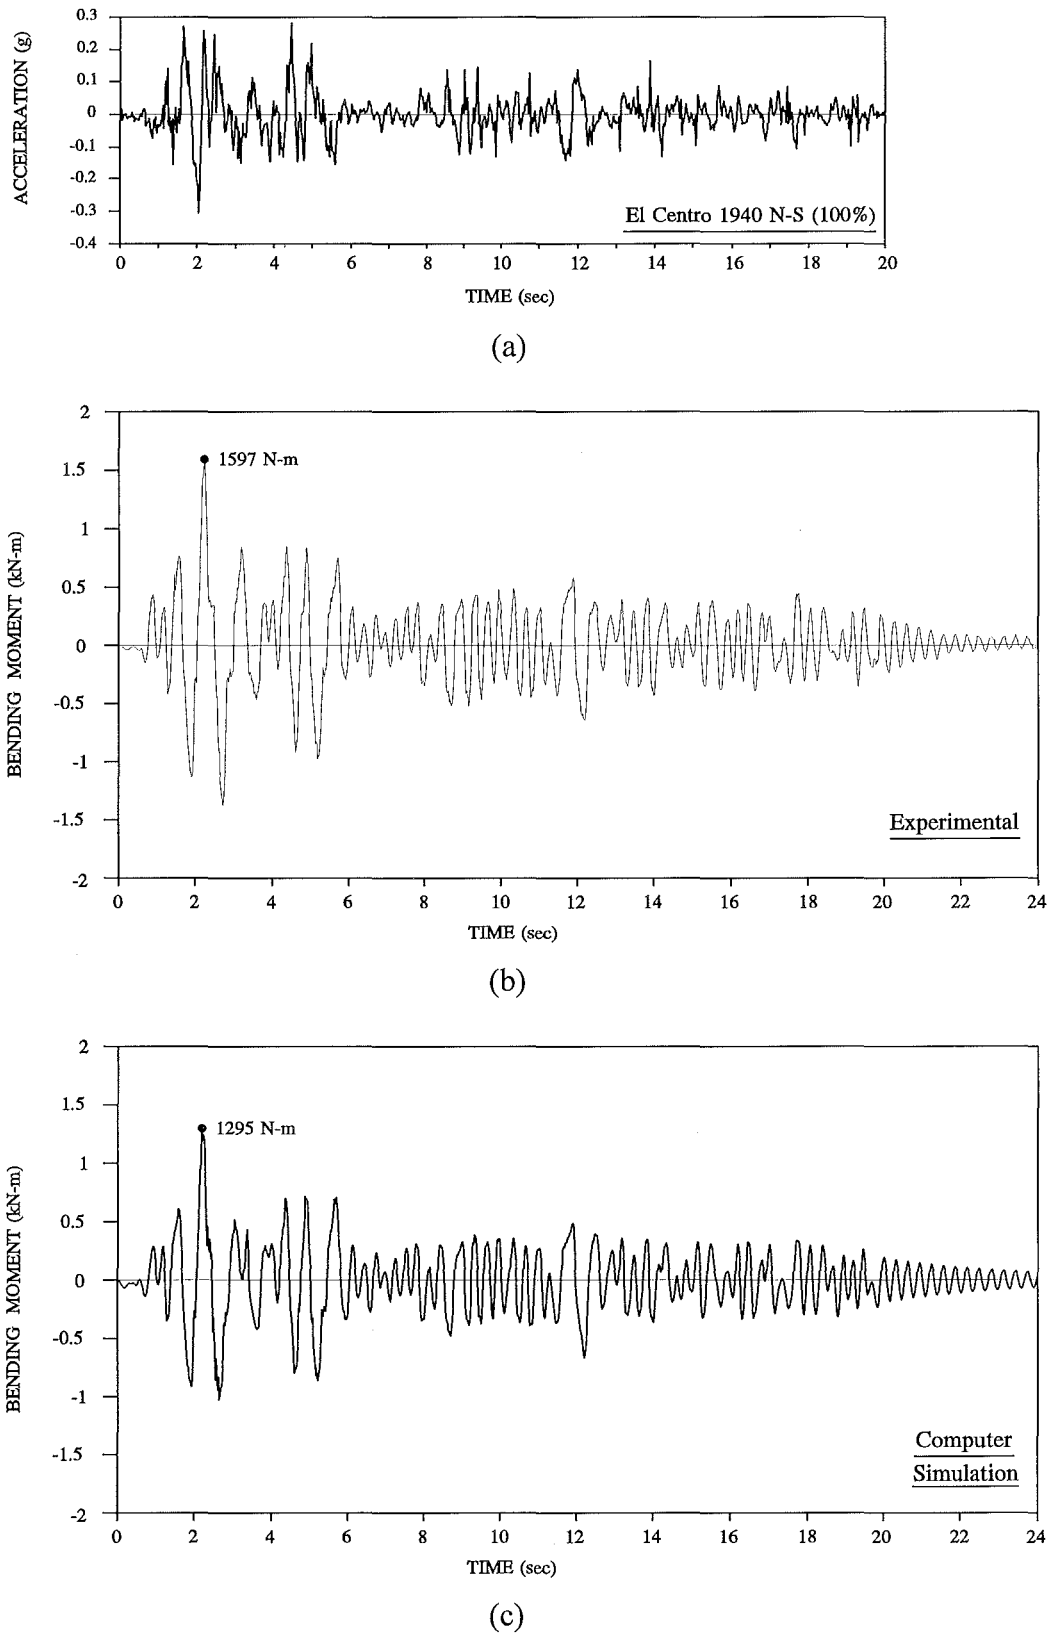 0.3
0.2
0.1
0
-0.1
-0.2
-0.3
-0.4
ACCELERATION (g)
El Centro 1940 N-S (100%)
0 2 4 6 8 10 12 14 16 18 20
TIME (sec)
(a)
2
1.5
1
0.5
0
-0.5
-1
-1.5
-2
BENDING MOMENT (kN-m)
1597 N-m
Experimental
0 2 4 6 8 10 12 14 16 18 20 22 24
TIME (sec)
(b)
2
1.5
1
0.5
0
-0.5
-1
-1.5
-2
BENDING MOMENT (kN-m)
1295 N-m
Computer
Simulation
0 2 4 6 8 10 12 14 16 18 20 22 24
TIME (sec)
(c)